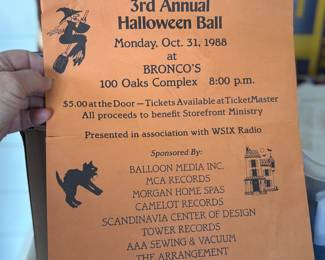 3rd Annual
Halloween Ball
Monday, Oct. 31, 1988
at
BRONCO'S
100 Oaks Complex 8:00 p.m.
$5.00 at the Door — Tickets Available at TicketMaster
All proceeds to benefit Storefront Ministry
Presented in association with WSIX Radio
Sponsored By:
BALLOON MEDIA INC.
MCA RECORDS
MORGAN HOME SPAS
CAMELOT RECORDS
SCANDINAVIA CENTER OF DESIGN
TOWER RECORDS
AAA SEWING & VACUUM
THE ARRANGEMENT